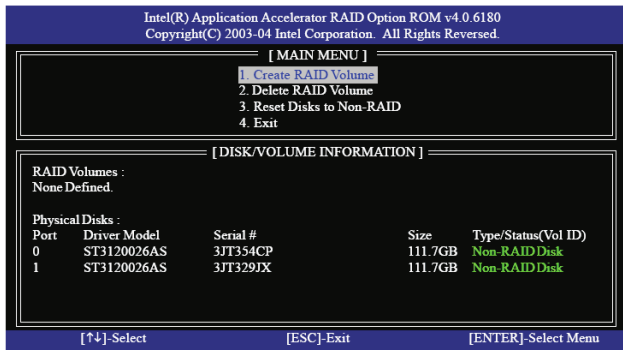 Intel(R) Application Accelerator RAID Option ROM v4.0.6180
Copyright(C) 2003-04 Intel Corporation. All Rights Reversed.
[ MAIN MENU ]
1. Create RAID Volume
2. Delete RAID Volume
3. Reset Disks to Non-RAID
4. Exit
[ DISK/VOLUME INFORMATION ]
RAID Volumes :
None Defined.
Physical Disks :
Port Driver Model Serial # Size Type/Status(Vol ID)
0 ST3120026AS 3JT354CP 111.7GB Non-RAID Disk
1 ST3120026AS 3JT329JX 111.7GB Non-RAID Disk
[↑↓]-Select [ESC]-Exit [ENTER]-Select Menu